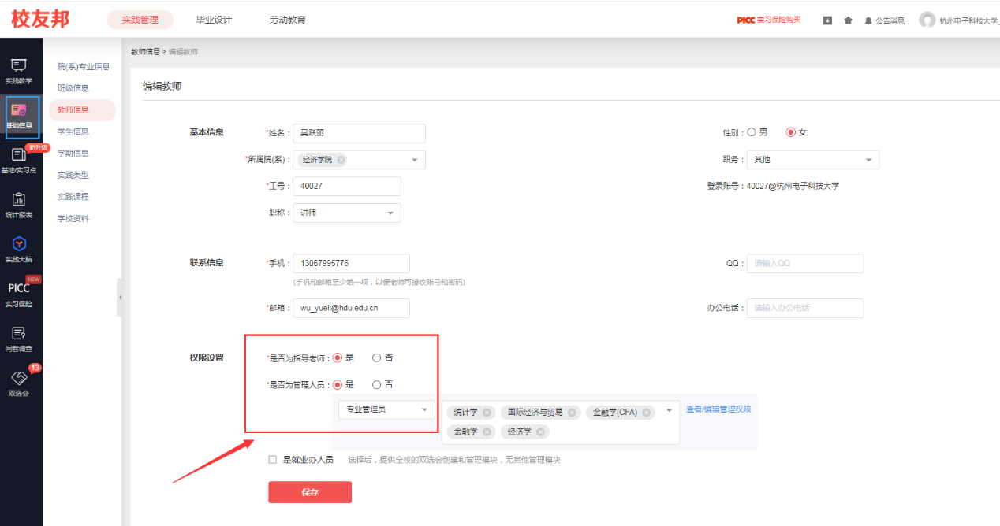 校友邦 实践管理 毕业设计 劳动教育 PICC 实习保险购买 公告消息 杭州电子科技大学_
教师信息 > 编辑教师
实践教学
基础信息
新升级
基地/实习点
统计报表
实践大脑
NEW
PICC
实习保险
问卷调查
13
双选会
院(系)专业信息
班级信息
教师信息
学生信息
学期信息
实践类型
实践课程
学校资料
编辑教师
基本信息 *姓名： 吴跃丽 性别： 男 女
*所属院(系)： 经济学院 职务： 其他
*工号： 40027 登录账号：40027@杭州电子科技大学
职称： 讲师
联系信息 *手机： 13067995776 QQ： 请输入QQ
(手机和邮箱至少填一项，以便老师可接收账号和密码)
*邮箱： wu_yueli@hdu.edu.cn 办公电话： 请输入办公电话
权限设置 *是否为指导老师： 是 否
*是否为管理人员： 是 否
专业管理员 统计学 国际经济与贸易 金融学(CFA) 查看/编辑管理权限
金融学 经济学
是就业办人员 选择后，提供全校的双选会创建和管理模块，无其他管理模块
保存